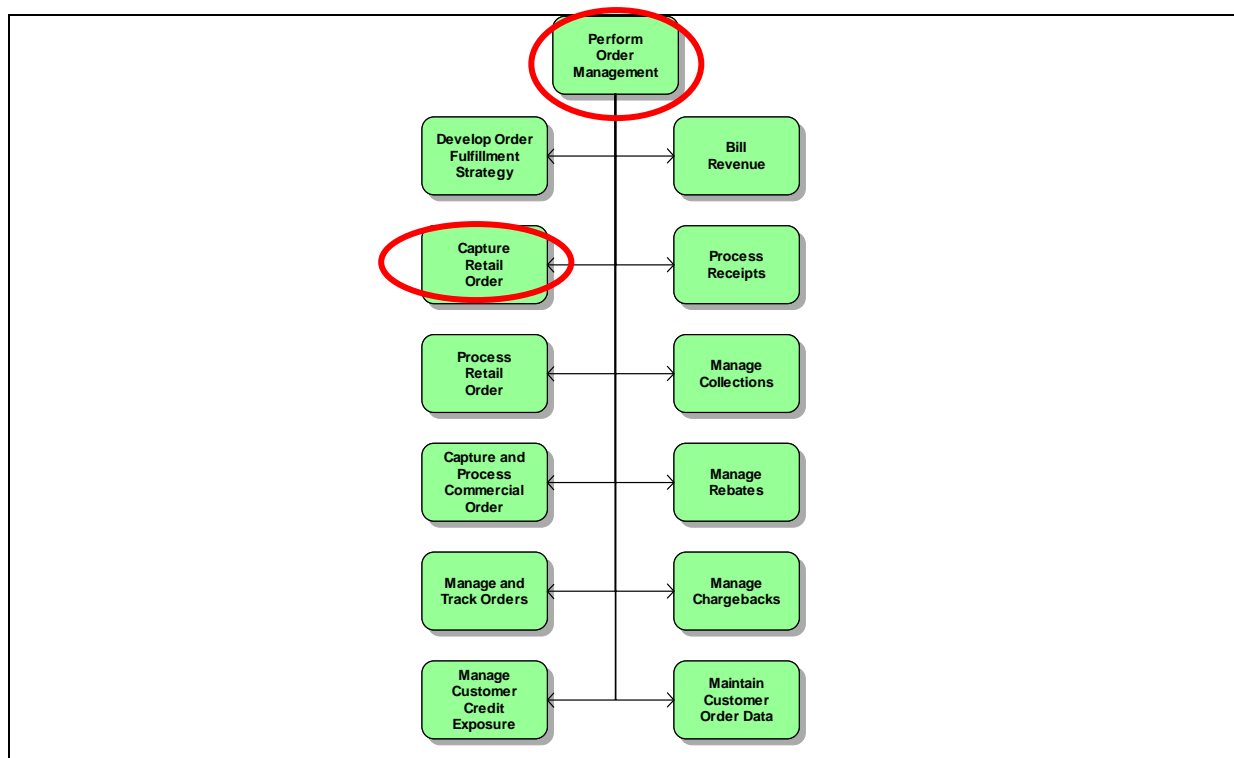 Perform
Order
Management
Develop Order
Fulfillment
Strategy
Bill
Revenue
Capture
Retail
Order
Process
Receipts
Process
Retail
Order
Manage
Collections
Capture and
Process
Commercial
Order
Manage
Rebates
Manage and
Track Orders
Manage
Chargebacks
Manage
Customer
Credit
Exposure
Maintain
Customer
Order Data